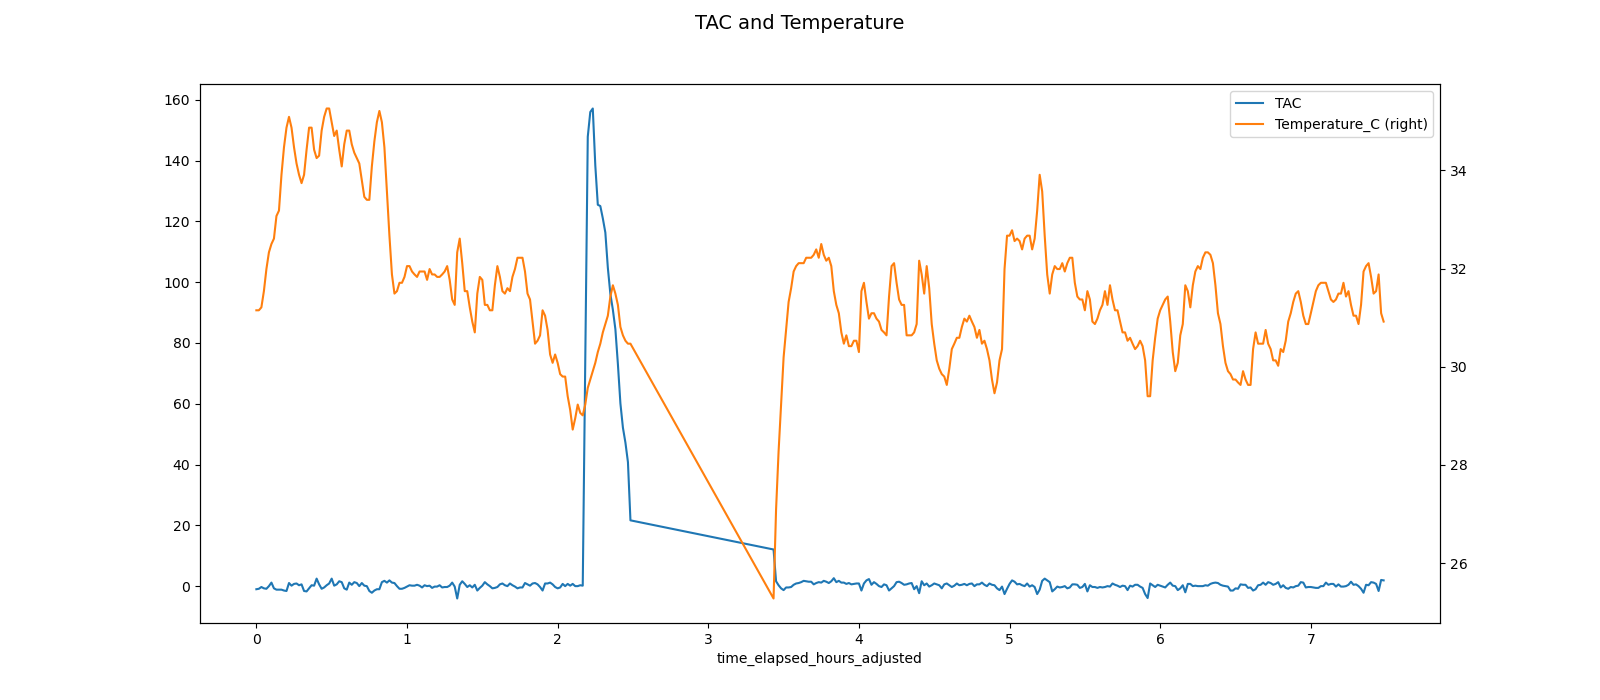 TAC and Temperature
TAC
Temperature_C (right)
160
140
120
100
80
60
40
20
0
34
32
30
28
26
0 1 2 3 4 5 6 7
time_elapsed_hours_adjusted